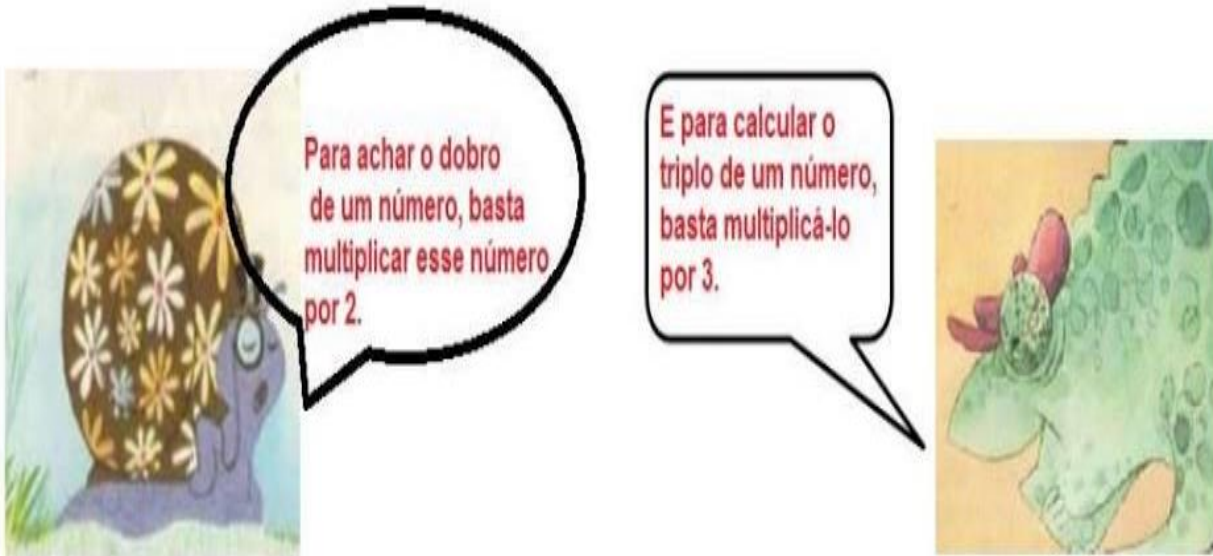 Para achar o dobro
de um número, basta
multiplicar esse número
por 2.
E para calcular o
triplo de um número,
basta multiplicá-lo
por 3.